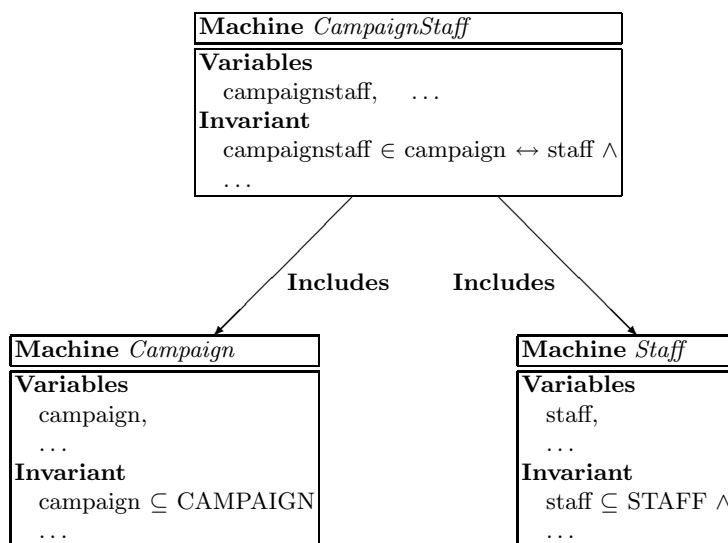 Machine CampaignStaff
Variables
campaignstaff, ...
Invariant
campaignstaff ∈ campaign ↔ staff ∧
...
Includes Includes
Machine Campaign
Variables
campaign,
...
Invariant
campaign ⊆ CAMPAIGN
...
Machine Staff
Variables
staff,
...
Invariant
staff ⊆ STAFF ∧
...